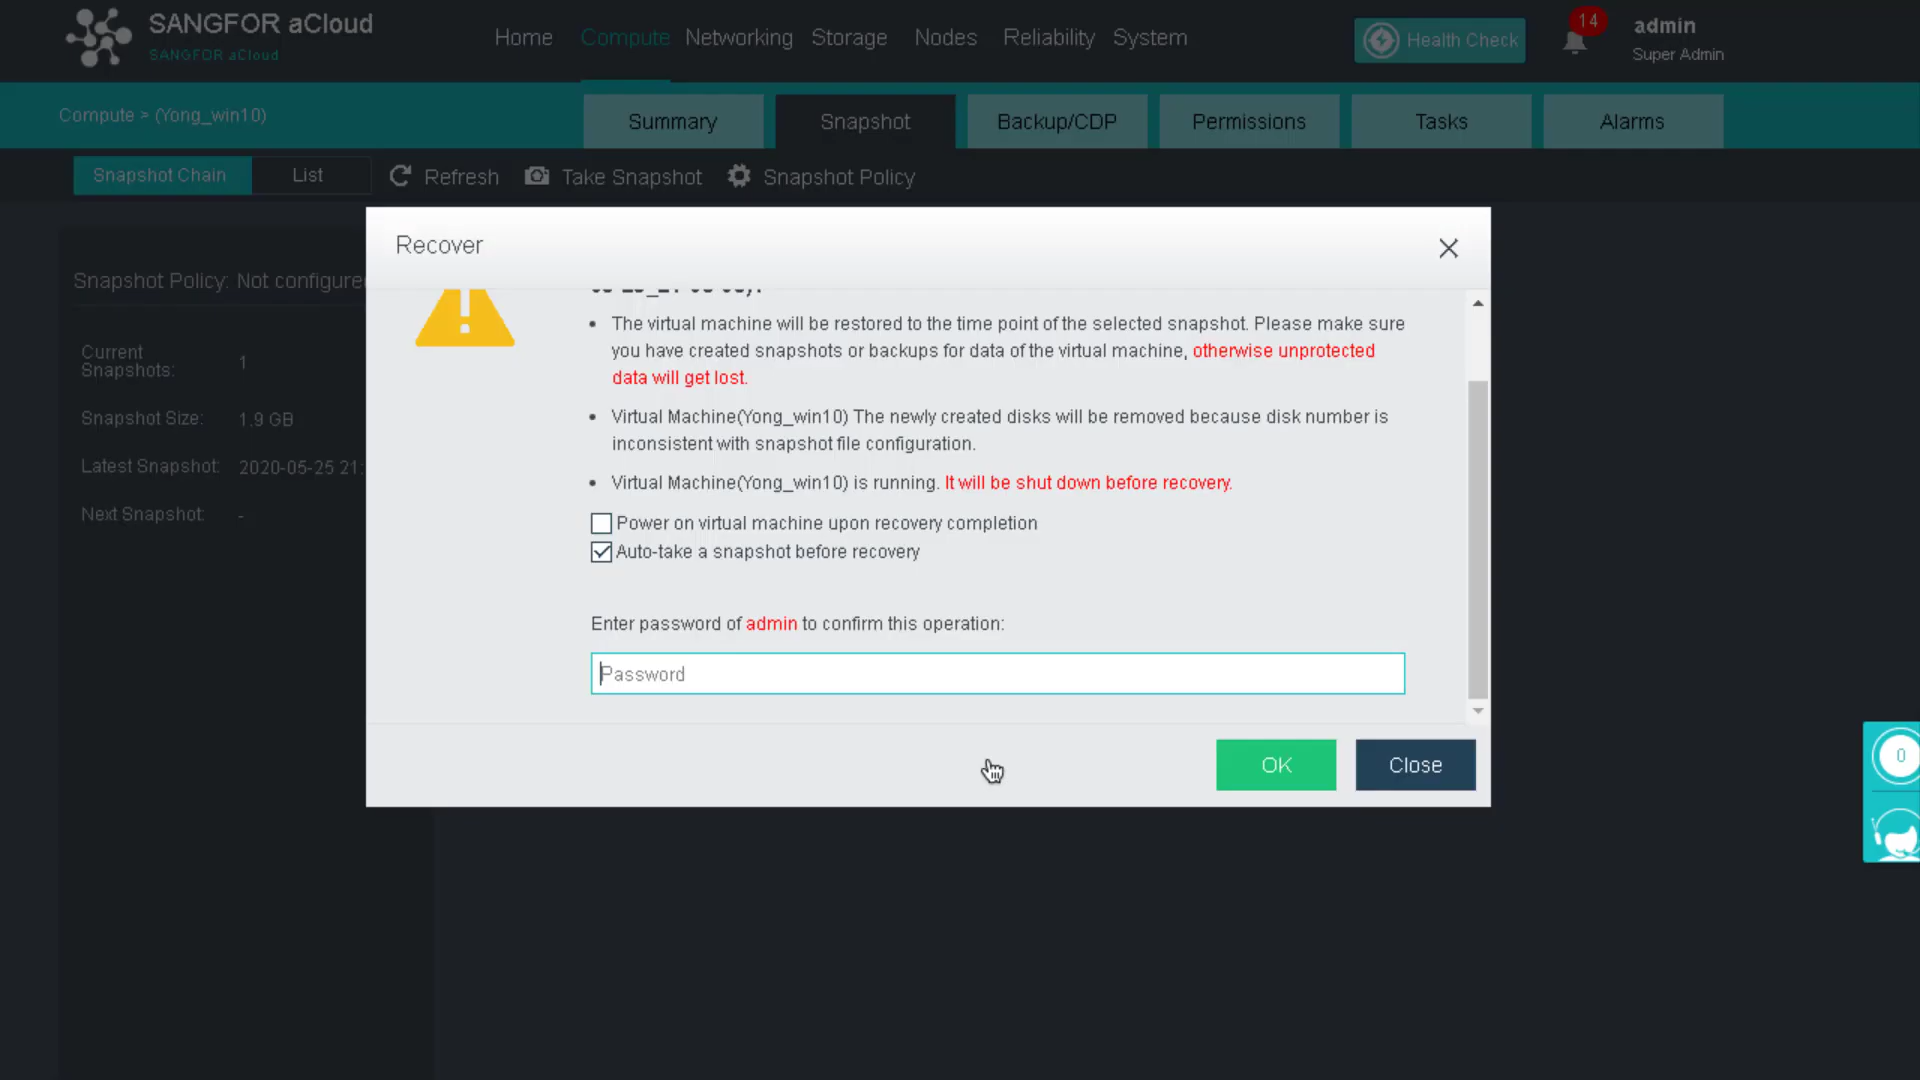 SANGFOR aCloud
SANGFOR aCloud
Home Compute Networking Storage Nodes Reliability System
Health Check
14
admin
Super Admin
Compute > (Yong_win10)
Summary Snapshot Backup/CDP Permissions Tasks Alarms
Snapshot Chain List Refresh Take Snapshot Snapshot Policy
Recover
Snapshot Policy: Not configured
Current
Snapshots: 1
Snapshot Size: 1.9 GB
Latest Snapshot: 2020-05-25 21:
Next Snapshot: -
• The virtual machine will be restored to the time point of the selected snapshot. Please make sure
you have created snapshots or backups for data of the virtual machine, otherwise unprotected
data will get lost.
• Virtual Machine(Yong_win10) The newly created disks will be removed because disk number is
inconsistent with snapshot file configuration.
• Virtual Machine(Yong_win10) is running. It will be shut down before recovery.
Power on virtual machine upon recovery completion
Auto-take a snapshot before recovery
Enter password of admin to confirm this operation:
Password
OK Close
0